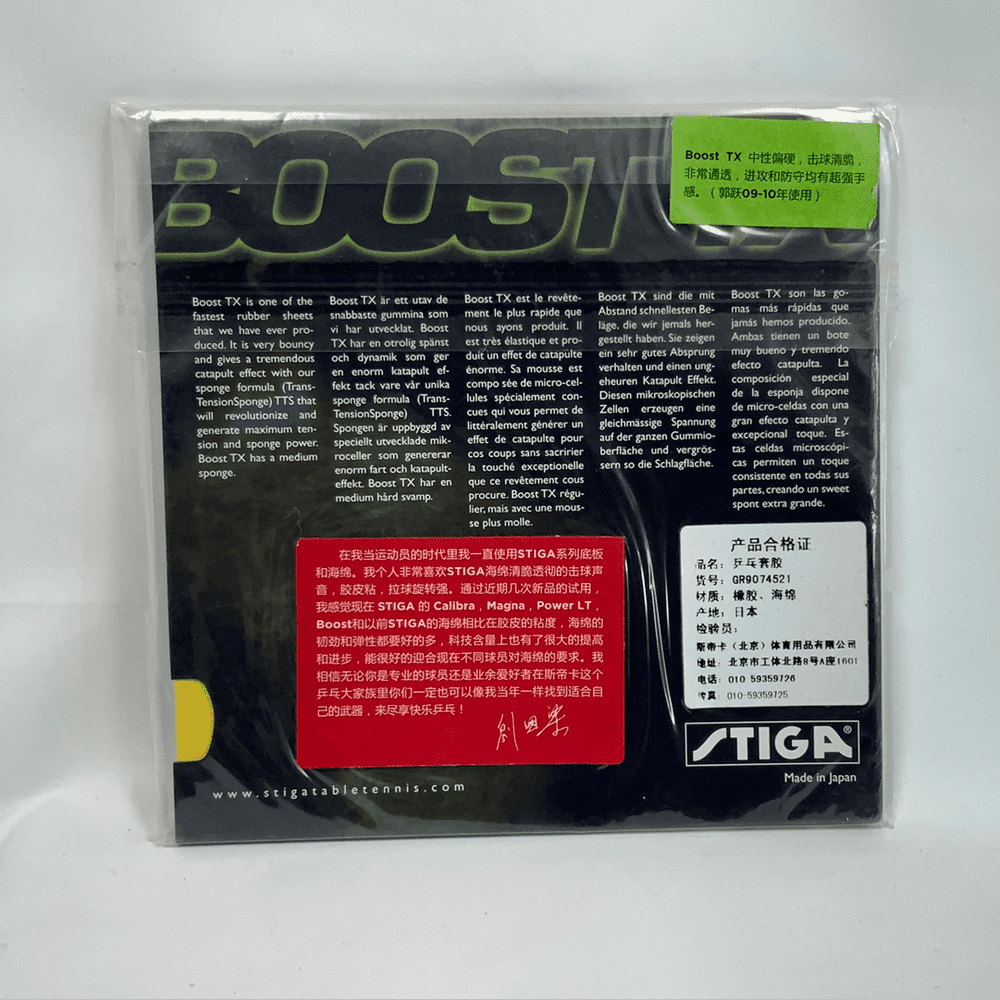 BOOST TX
Boost TX 中性偏硬，击球清脆，
非常通透，进攻和防守均有超强手
感。（郭跃09-10年使用）
Boost TX is one of the
fastest rubber sheets
that we have ever pro-
duced. It is very bouncy
and gives a tremendous
catapult effect with our
sponge formula (Trans-
TensionSponge) TTS that
will revolutionize and
generate maximum ten-
sion and sponge power.
Boost TX has a medium
sponge.
Boost TX är ett utav de
snabbaste gummina som
vi har utvecklat. Boost
TX har en otrolig spänst
och dynamik som ger
en enorm katapult ef-
fekt tack vare vår unika
sponge formula (Trans-
TensionSponge) TTS.
Spongen är uppbyggd av
speciellt utvecklade mik-
roceller som genererar
enorm fart och katapult-
effekt. Boost TX har en
medium hård svamp.
Boost TX est le revête-
ment le plus rapide que
nous ayons produit. Il
est très élastique et pro-
duit un effet de catapulte
énorme. Sa mousse est
compo sée de micro-cel-
lules spécialement con-
cues qui vous permet de
littéralement générer un
effet de catapulte pour
cos coups sans sacririer
la touché exceptionelle
que ce revêtement cous
procure. Boost TX régu-
lier, mais avec une mous-
se plus molle.
Boost TX sind die mit
Abstand schnellesten Be-
läge, die wir jemals her-
gestellt haben. Sie zeigen
ein sehr gutes Absprung
verhalten und einen ung-
eheuren Katapult Effekt.
Diesen mikroskopischen
Zellen erzeugen eine
gleichmässige Spannung
auf der ganzen Gummio-
berfläche und vergrös-
sern so die Schlagfläche.
Boost TX son las go-
mas más rápidas que
jamás hemos producido.
Ambas tienen un bote
muy bueno y tremendo
efecto catapulta. La
composición especial
de la esponja dispone
de micro-celdas con una
gran efecto catapulta y
excepcional toque. Es-
tas celdas microscópi-
cas permiten un toque
consistente en todas sus
partes, creando un sweet
spont extra grande.
在我当运动员的时代里我一直使用STIGA系列底板
和海绵。我个人非常喜欢STIGA海绵清脆透彻的击球声
音，胶皮粘，拉球旋转强。通过近期几次新品的试用，
我感觉现在 STIGA 的 Calibra，Magna，Power LT，
Boost和以前STIGA的海绵相比在胶皮的粘度，海绵的
韧劲和弹性都要好的多，科技含量上也有了很大的提高
和进步，能很好的迎合现在不同球员对海绵的要求。我
相信无论你是专业的球员还是业余爱好者在斯帝卡这个
乒乓大家族里你们一定也可以像我当年一样找到适合自
己的武器，来尽享快乐乒乓！
产品合格证
品名：乒乓套胶
货号：GR9074521
材质：橡胶、海绵
产地：日本
检验员：
斯帝卡（北京）体育用品有限公司
地址：北京市工体北路8号A座1601
电话：010 59359726
传真：010-59359725
STIGA®
Made in Japan
www.stigatabletennis.com